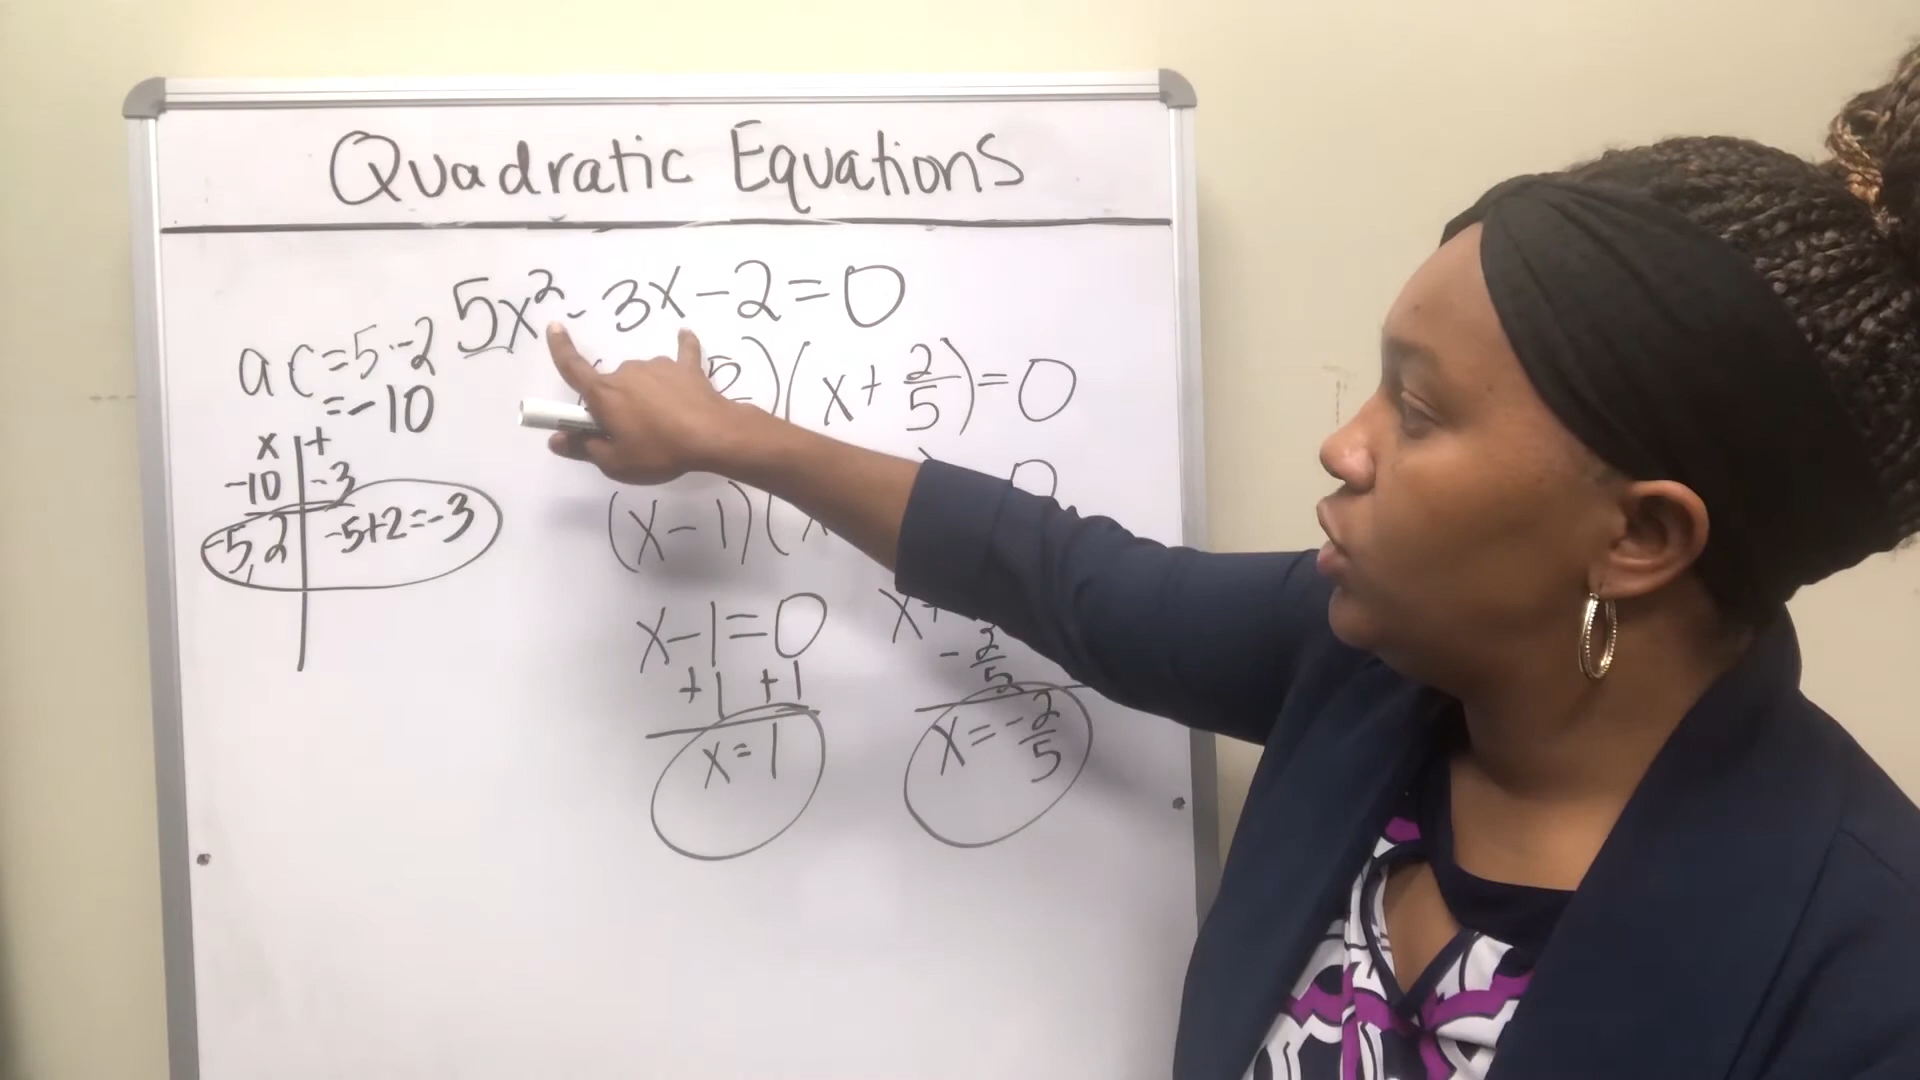 Quadratic Equations
5x² - 3x - 2 = 0
ac = 5 · -2
= -10
x | +
-10 | -3
-5, 2 | -5+2=-3
(x + 2/5) = 0
0
(x - 1)(x
x - 1 = 0
+1 +1
x = 1
x +
- 2/5
x = - 2/5